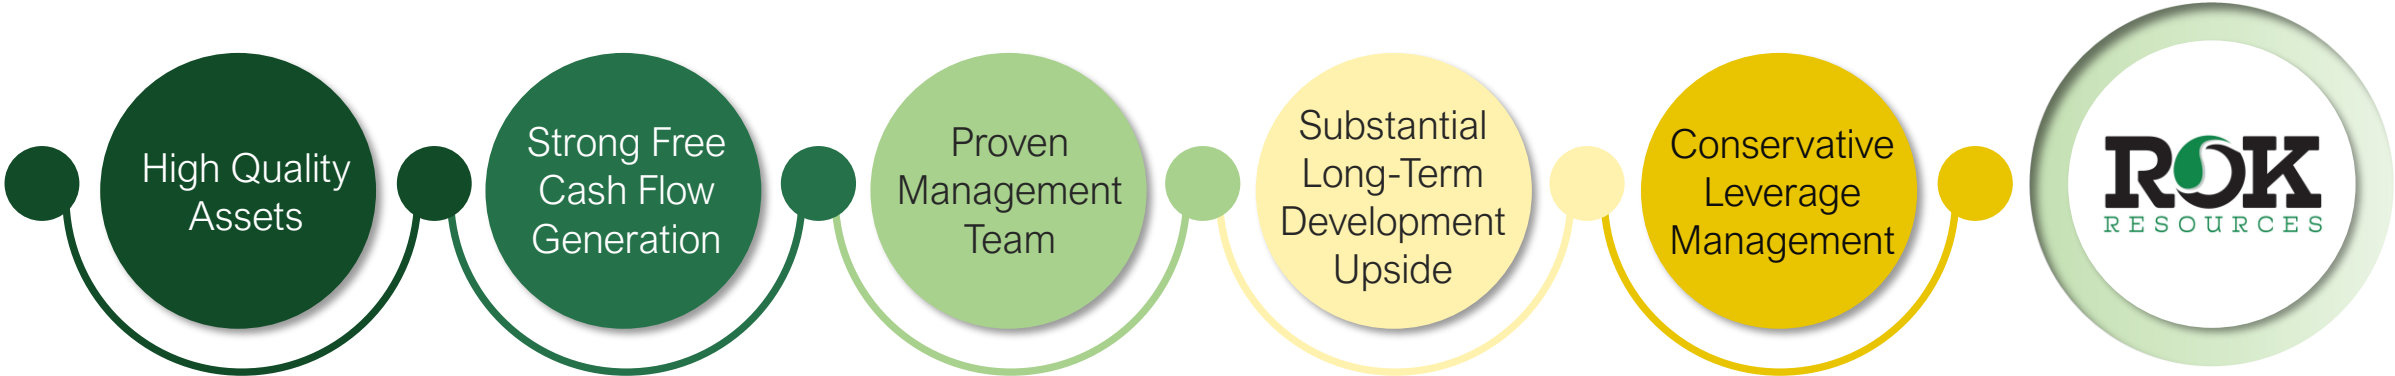 High Quality
Assets
Strong Free
Cash Flow
Generation
Proven
Management
Team
Substantial
Long-Term
Development
Upside
Conservative
Leverage
Management
ROK
RESOURCES